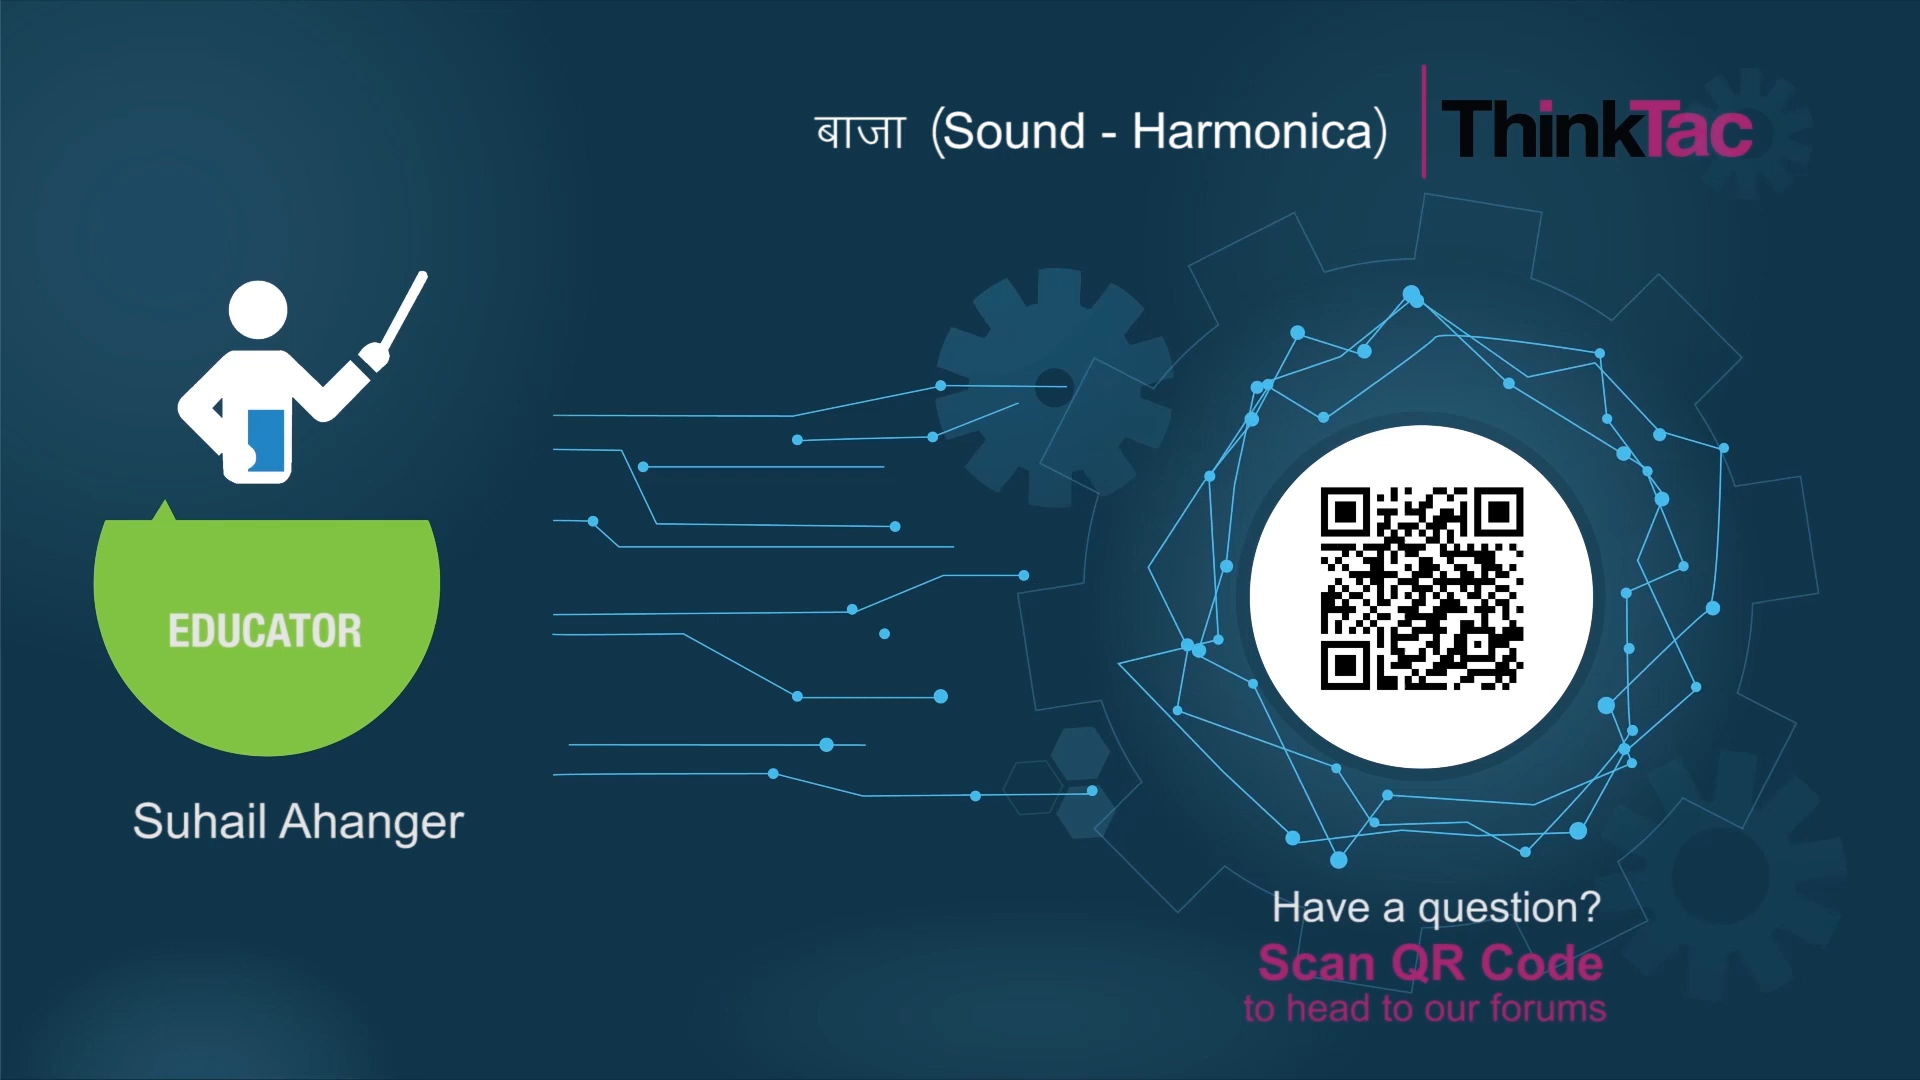 बाजा (Sound - Harmonica)
ThinkTac
EDUCATOR
Suhail Ahanger
Have a question?
Scan QR Code
to head to our forums